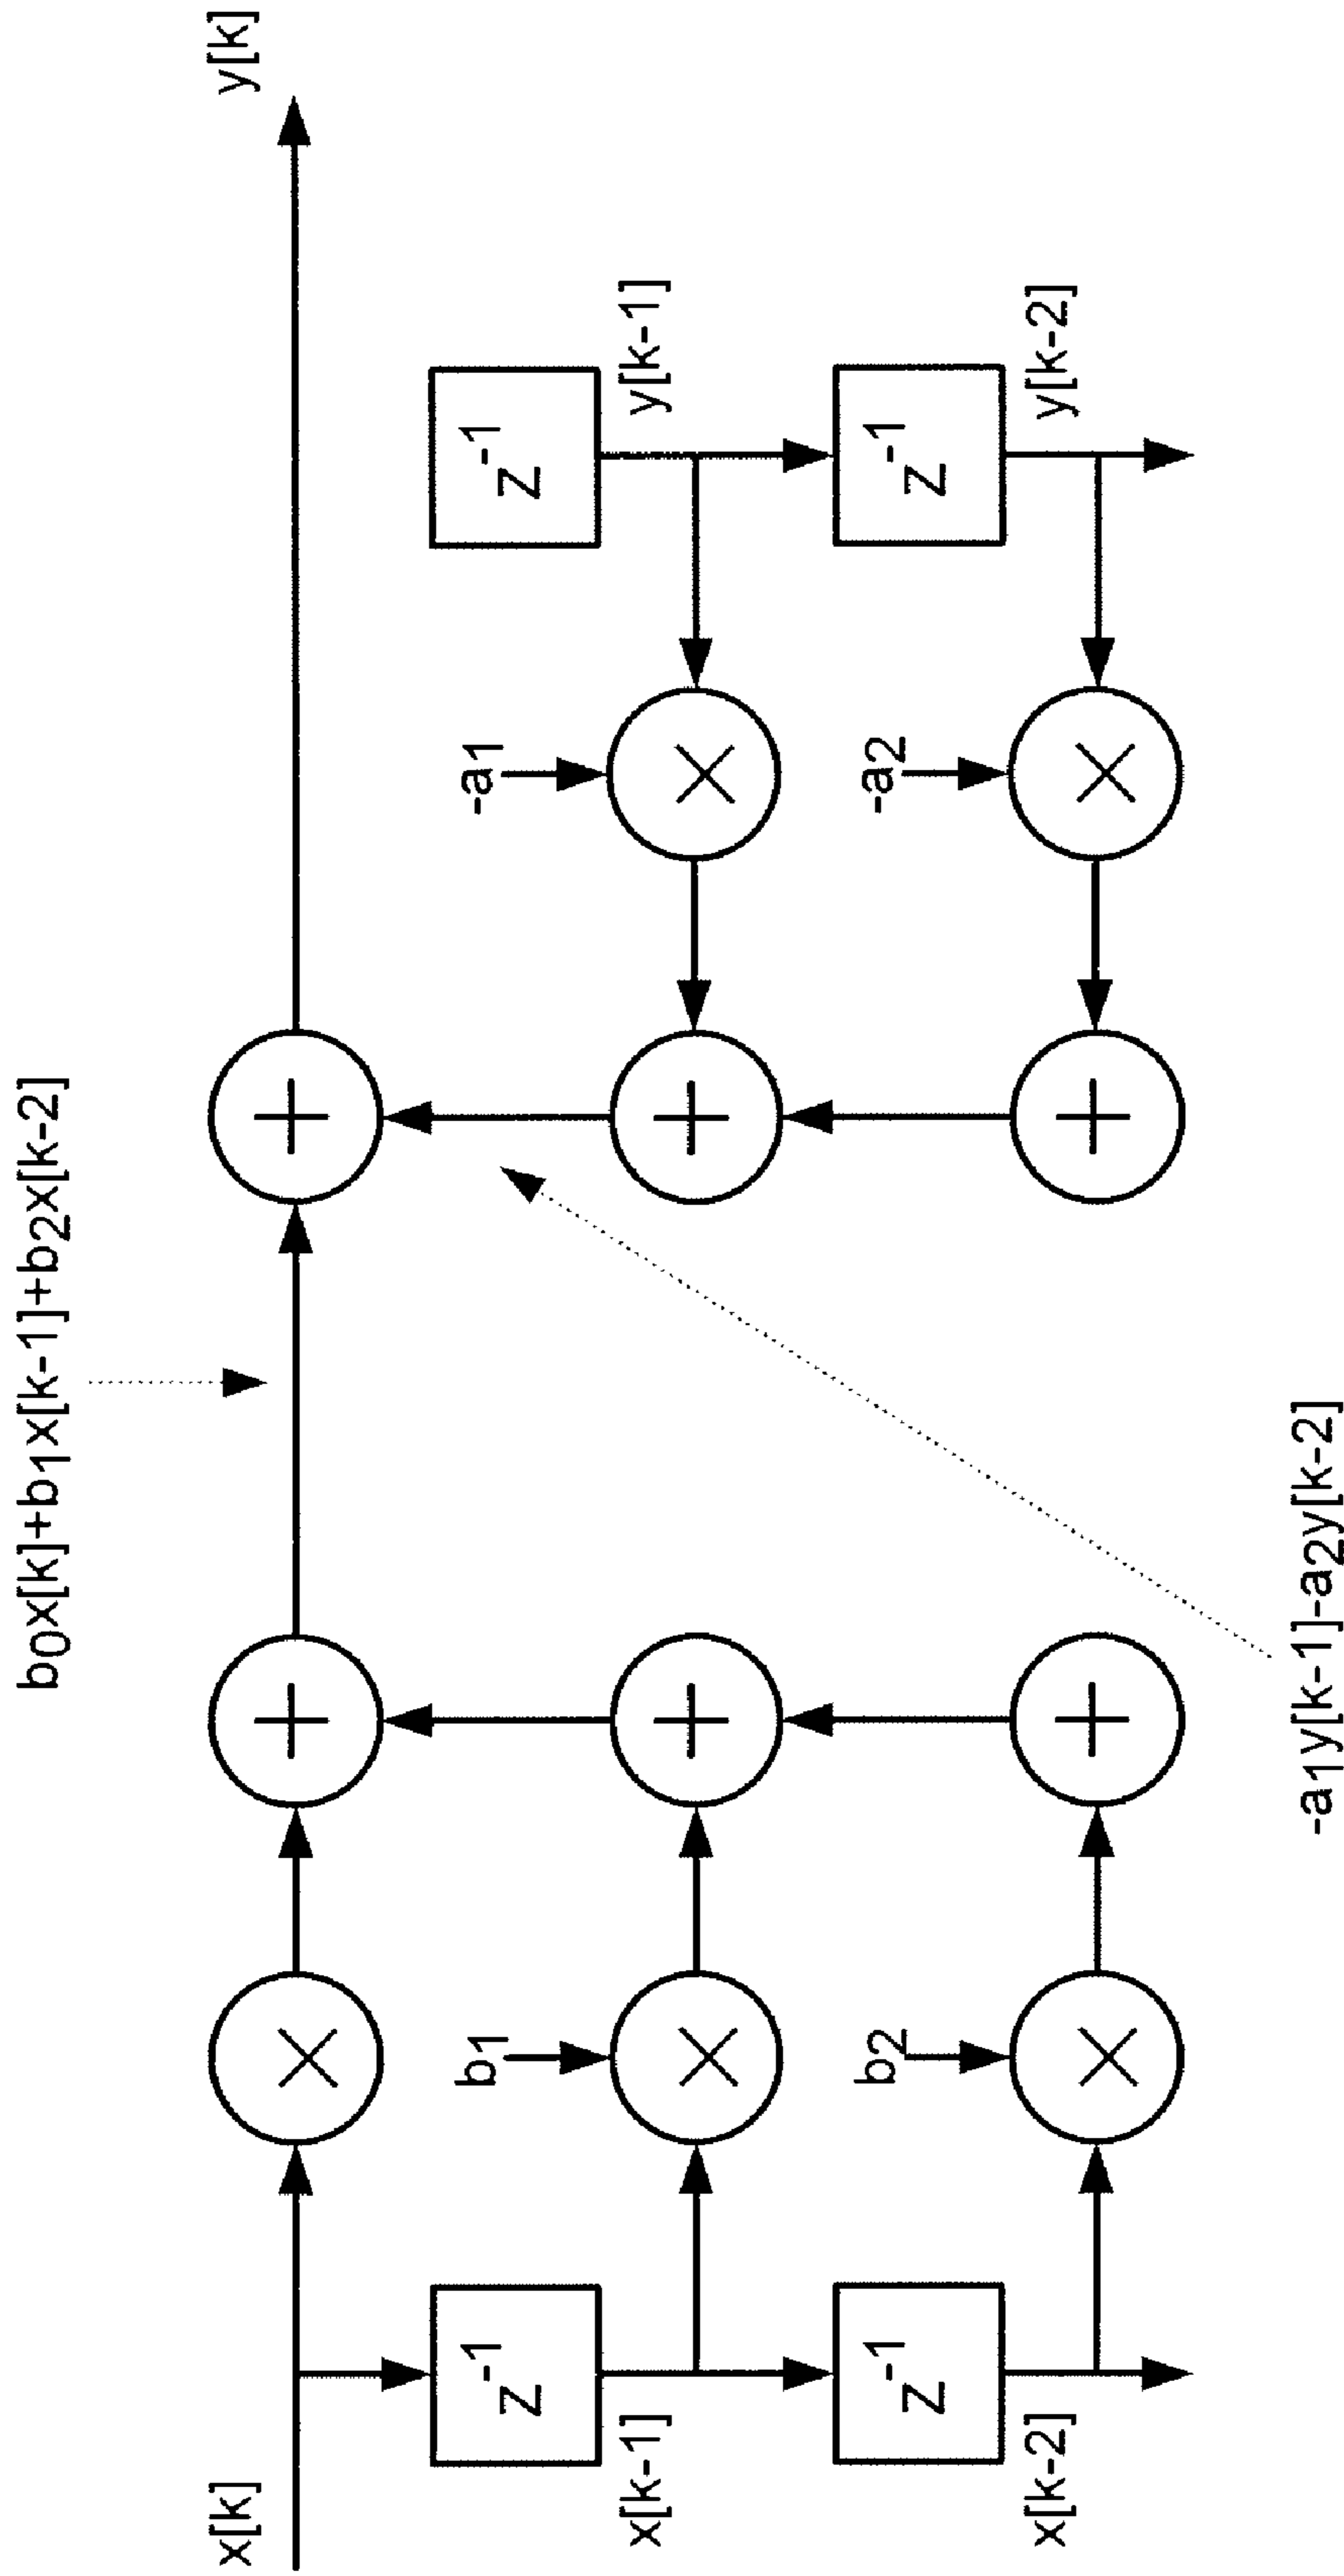 b0x[k]+b1x[k-1]+b2x[k-2]
x[k]
y[k]
z-1
b1
-a1
z-1
x[k-1]
y[k-1]
z-1
b2
-a2
z-1
x[k-2]
y[k-2]
-a1y[k-1]-a2y[k-2]